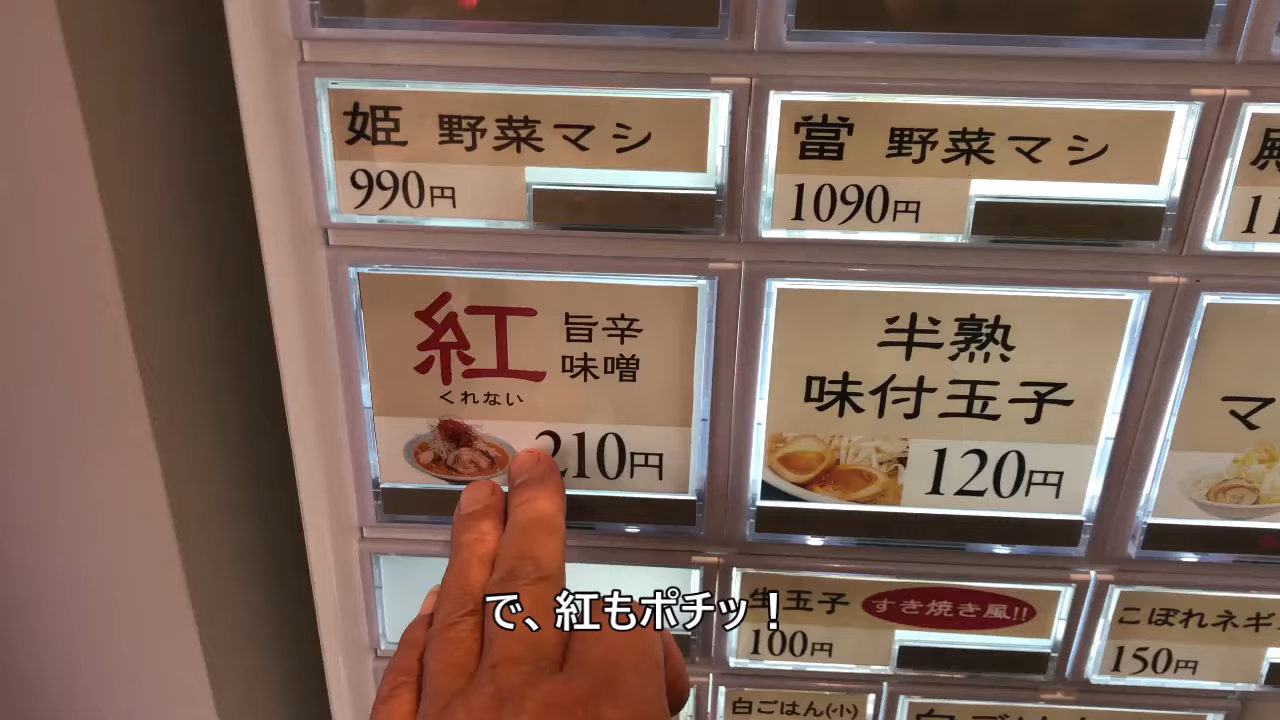 姫 野菜マシ
990円
當 野菜マシ
1090円
紅 旨辛味噌
くれない
210円
半熟
味付玉子
120円
マ
で、紅もポチッ！
生玉子 すき焼き風!!
100円
こぼれネギ
150円
白ごはん(小)